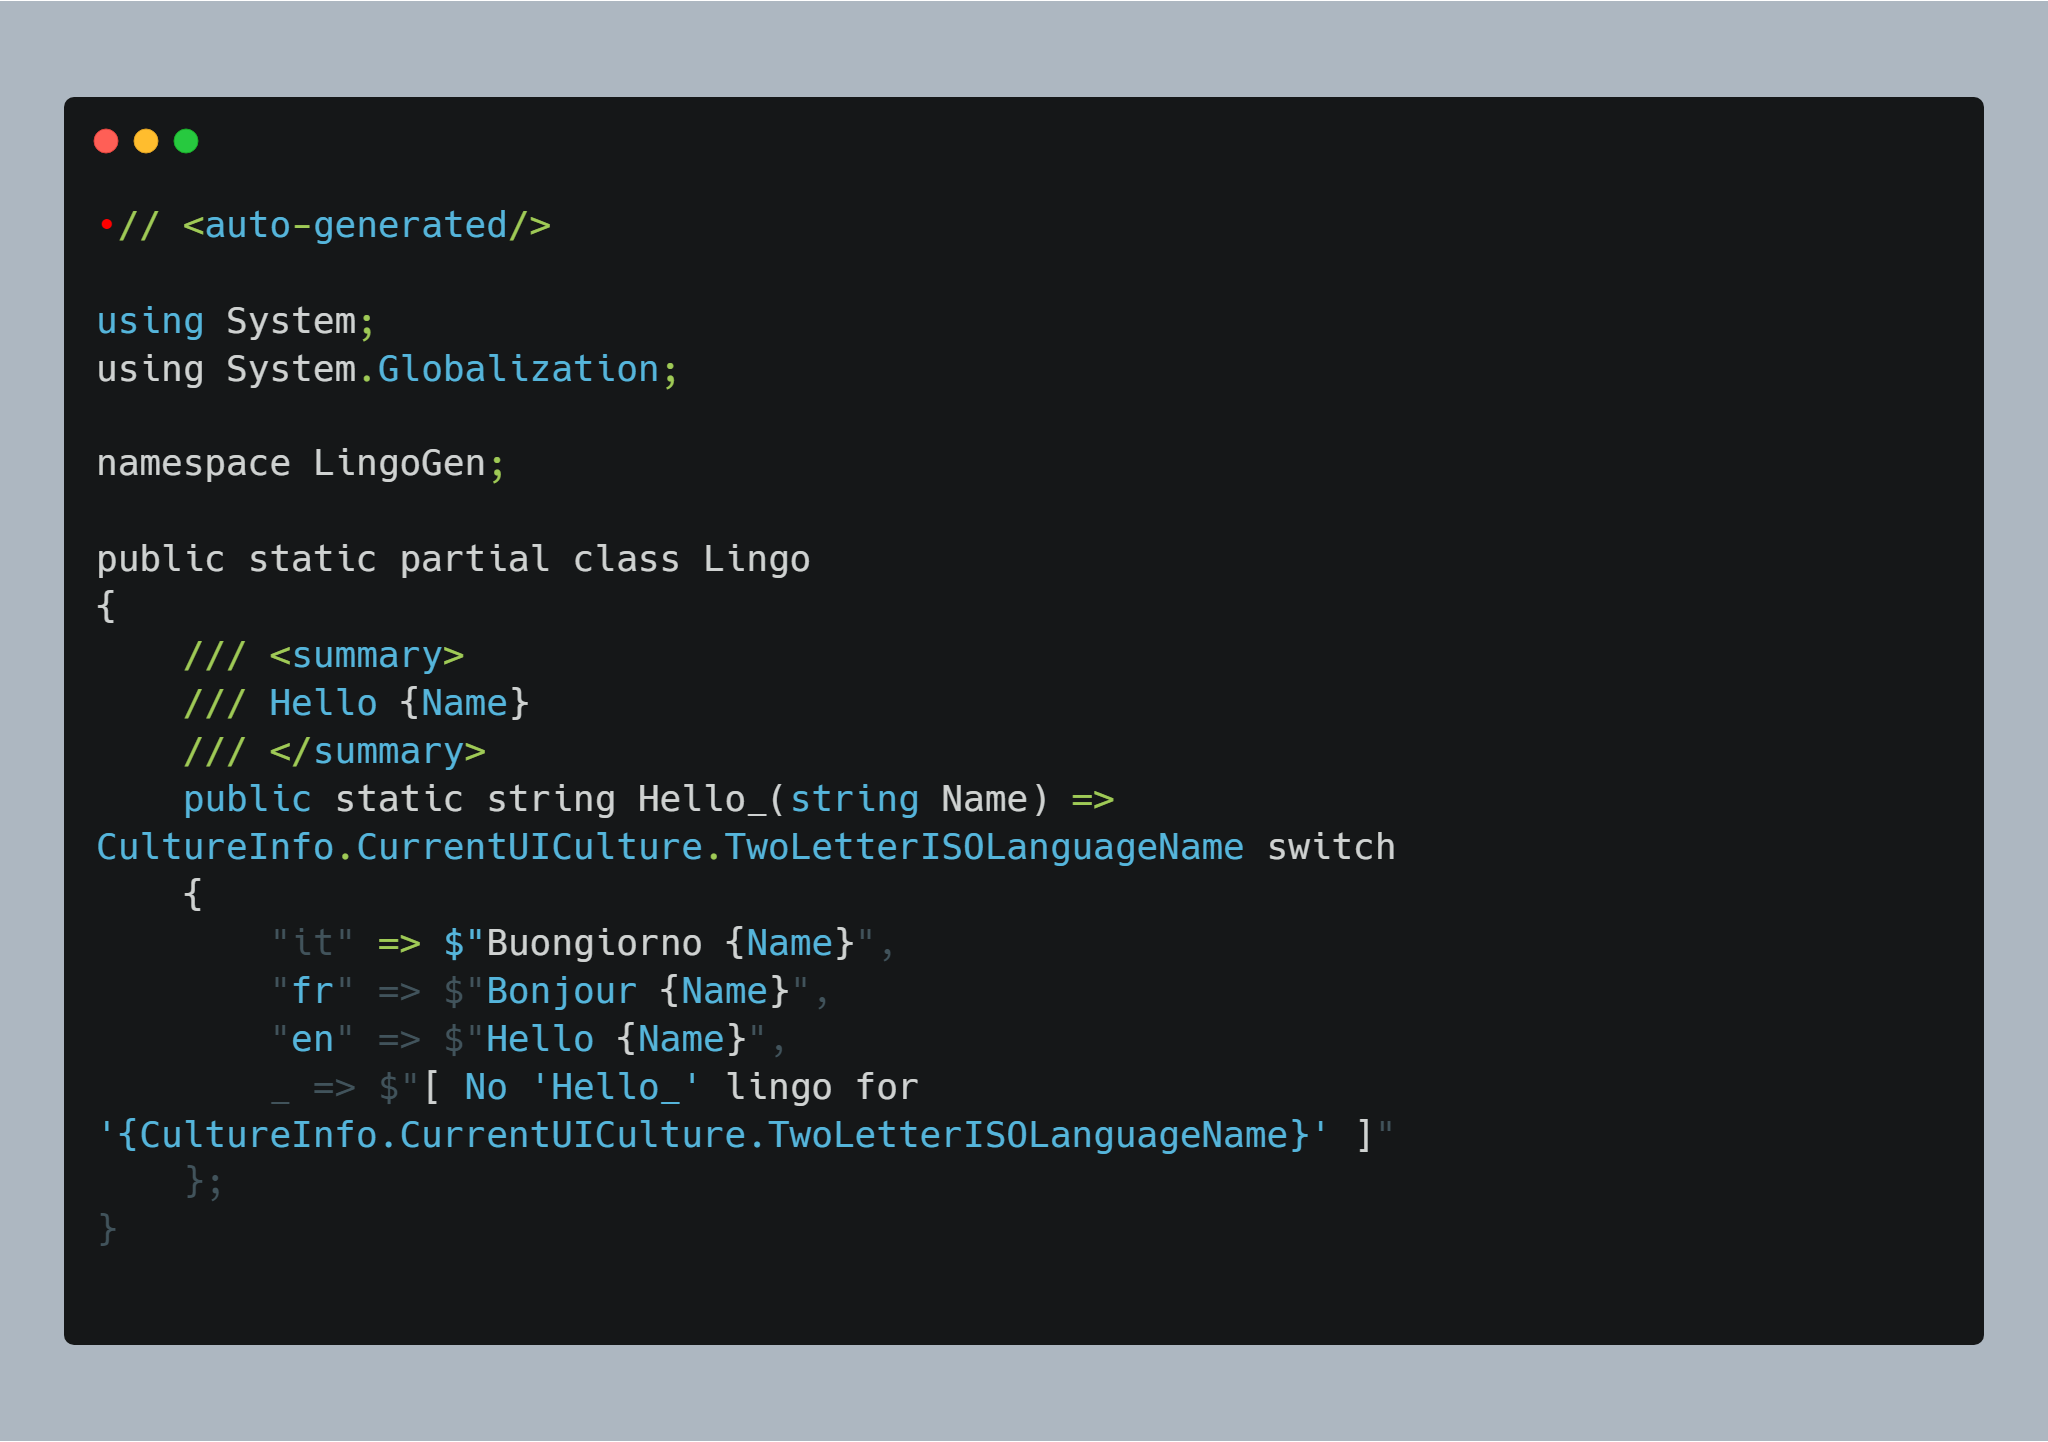 •// <auto-generated/>
using System;
using System.Globalization;
namespace LingoGen;
public static partial class Lingo
{
    /// <summary>
    /// Hello {Name}
    /// </summary>
    public static string Hello_(string Name) =>
CultureInfo.CurrentUICulture.TwoLetterISOLanguageName switch
    {
        "it" => $"Buongiorno {Name}",
        "fr" => $"Bonjour {Name}",
        "en" => $"Hello {Name}",
        _ => $"[ No 'Hello_' lingo for
'{CultureInfo.CurrentUICulture.TwoLetterISOLanguageName}' ]"
    };
}